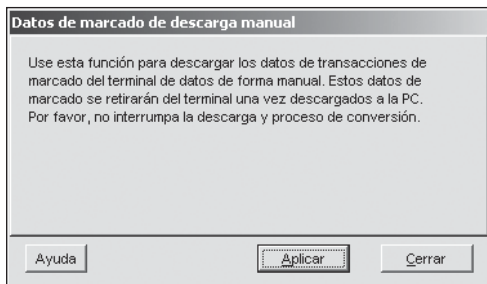 Datos de marcado de descarga manual
Use esta función para descargar los datos de transacciones de
marcado del terminal de datos de forma manual. Estos datos de
marcado se retirarán del terminal una vez descargados a la PC.
Por favor, no interrumpa la descarga y proceso de conversión.
Ayuda Aplicar Cerrar